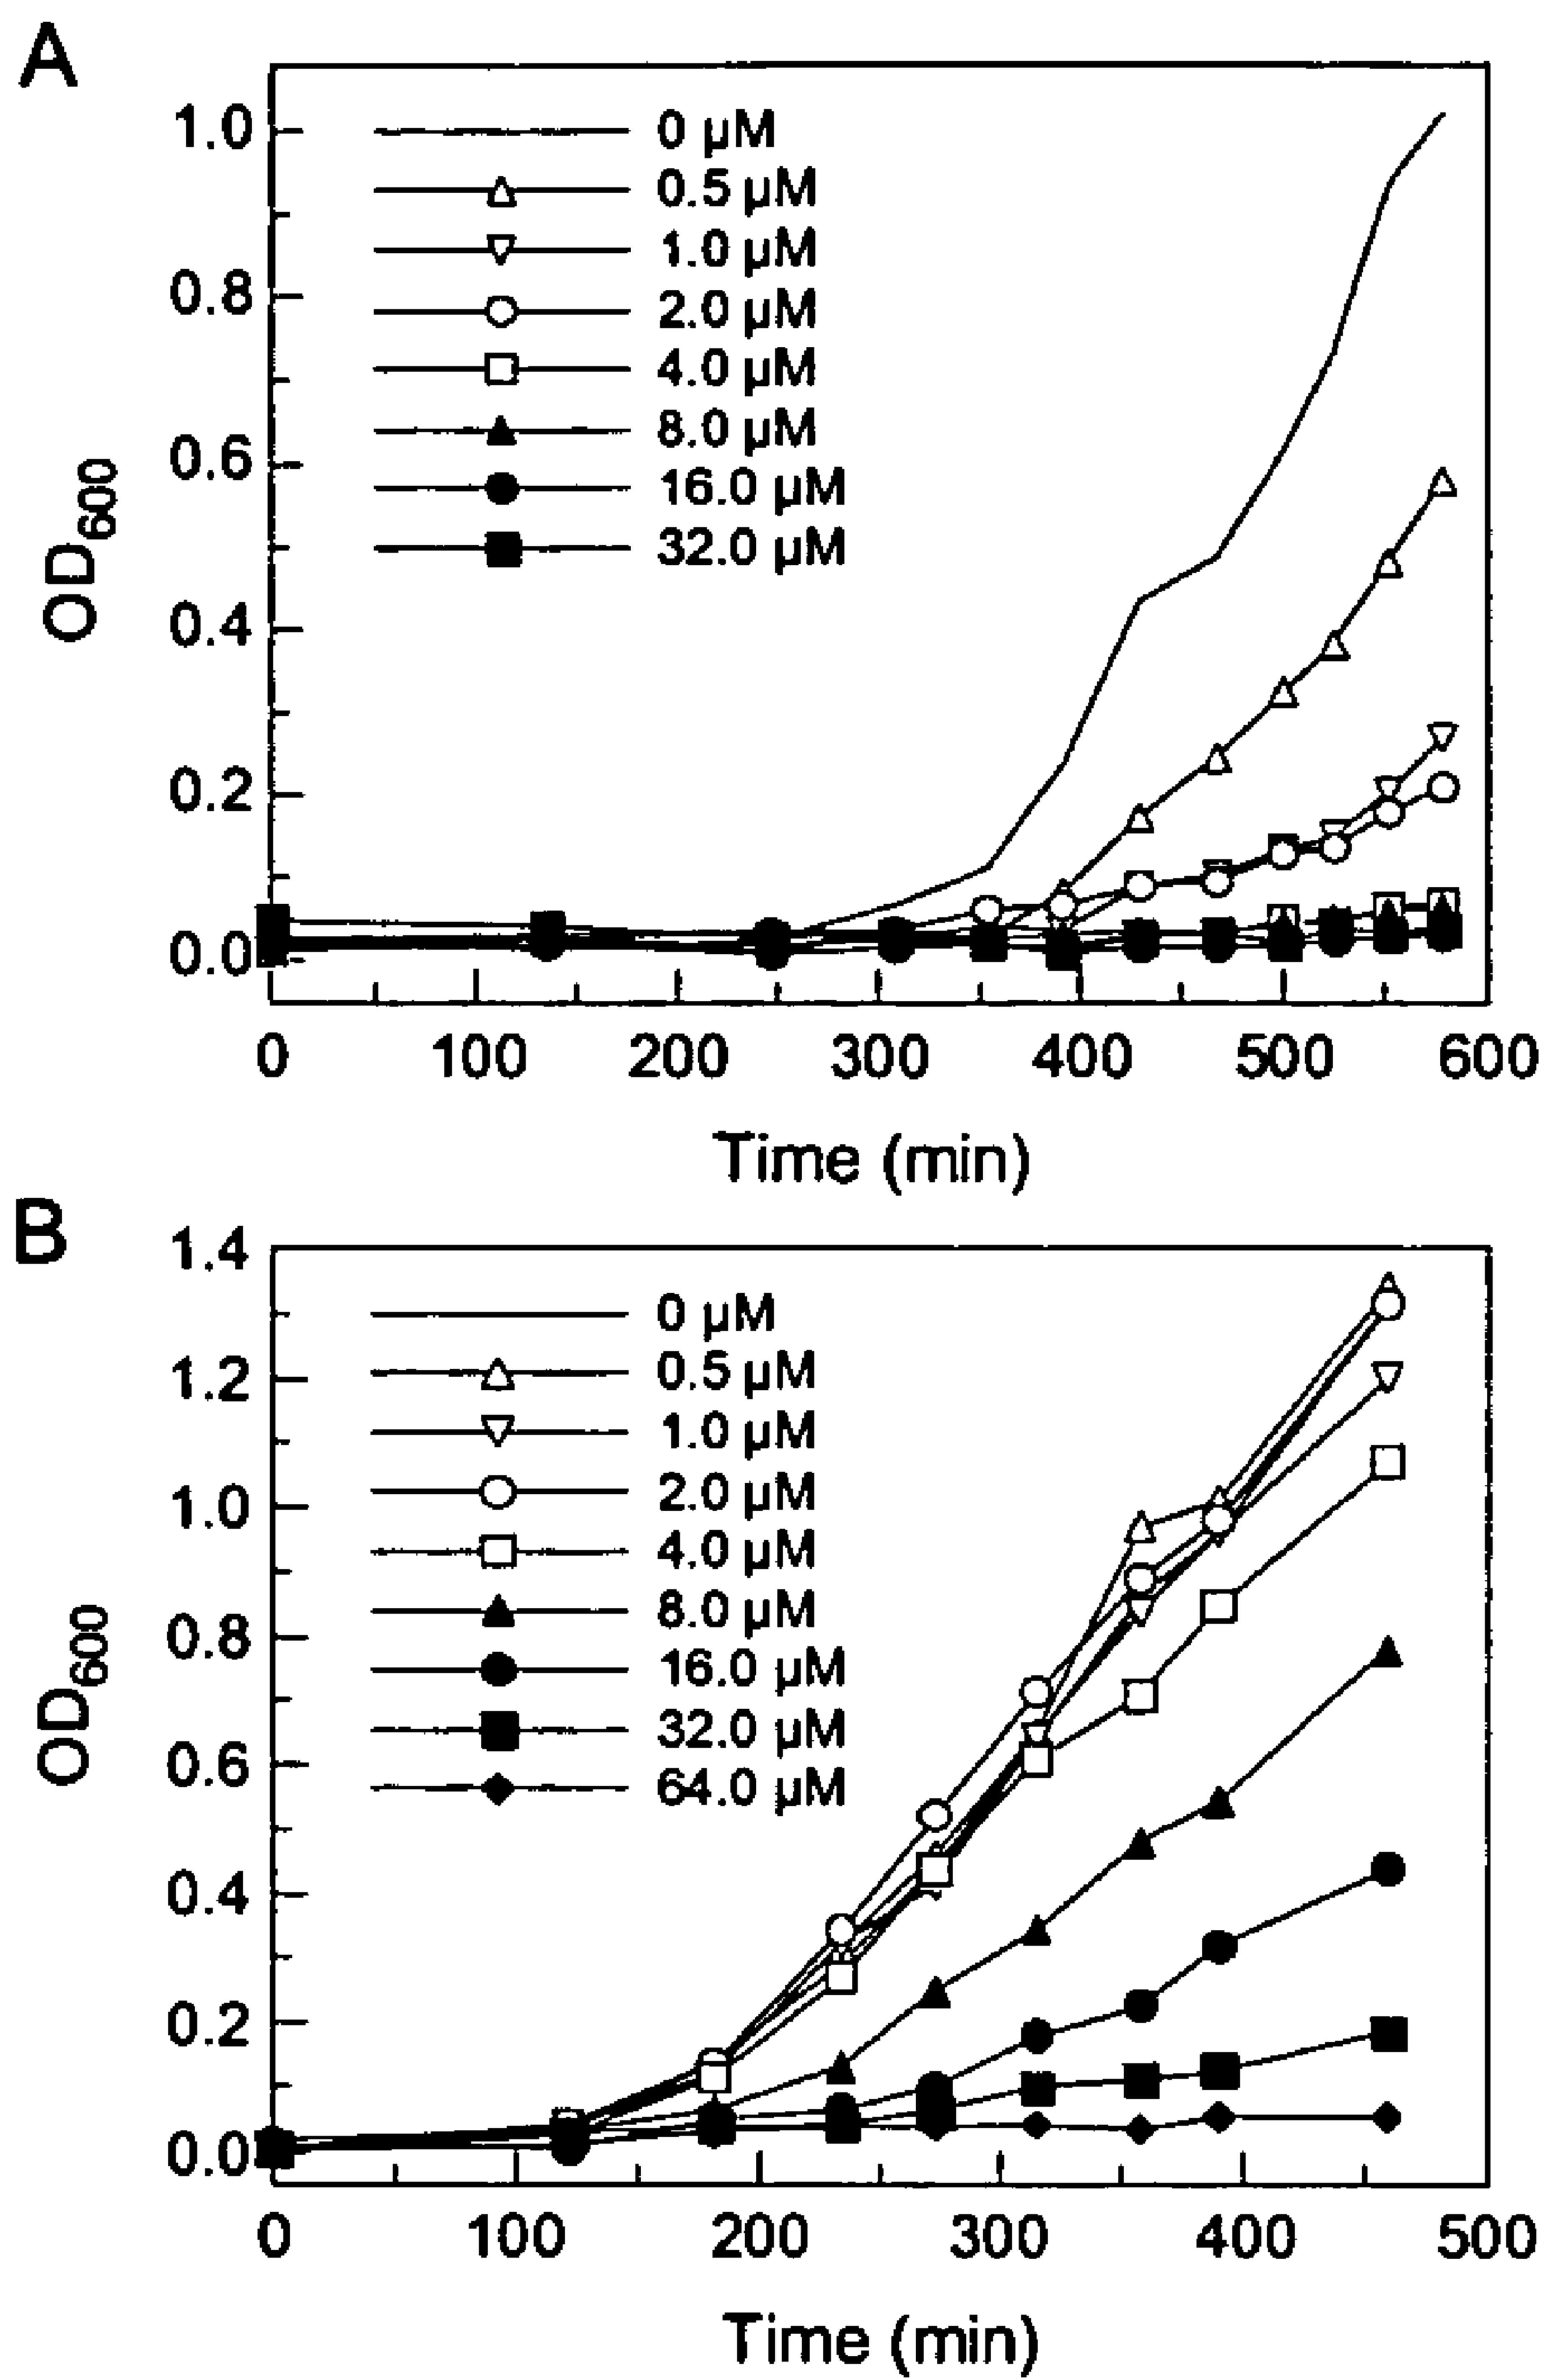 A
1.0
0.8
0.6
0.4
0.2
0.0
OD600
0 µM
0.5 µM
1.0 µM
2.0 µM
4.0 µM
8.0 µM
16.0 µM
32.0 µM
0 100 200 300 400 500 600
Time (min)
B
1.4
1.2
1.0
0.8
0.6
0.4
0.2
0.0
OD600
0 µM
0.5 µM
1.0 µM
2.0 µM
4.0 µM
8.0 µM
16.0 µM
32.0 µM
64.0 µM
0 100 200 300 400 500
Time (min)